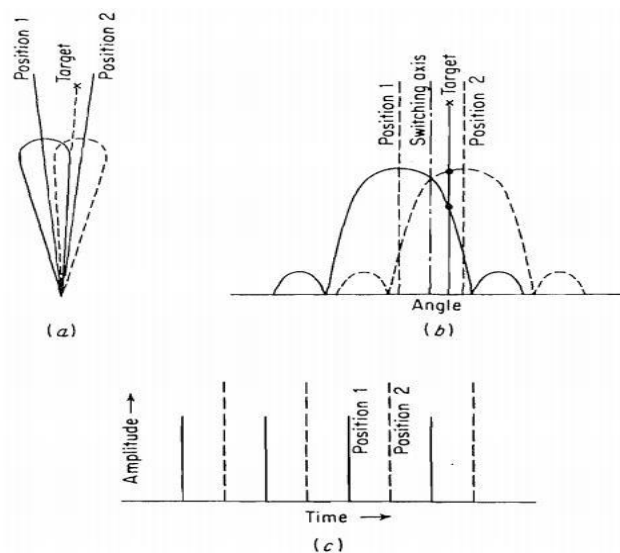 Position 1
Target
Position 2
(a)
Position 1
Switching axis
Target
Position 2
Angle
(b)
Amplitude
Position 1
Position 2
Time
(c)